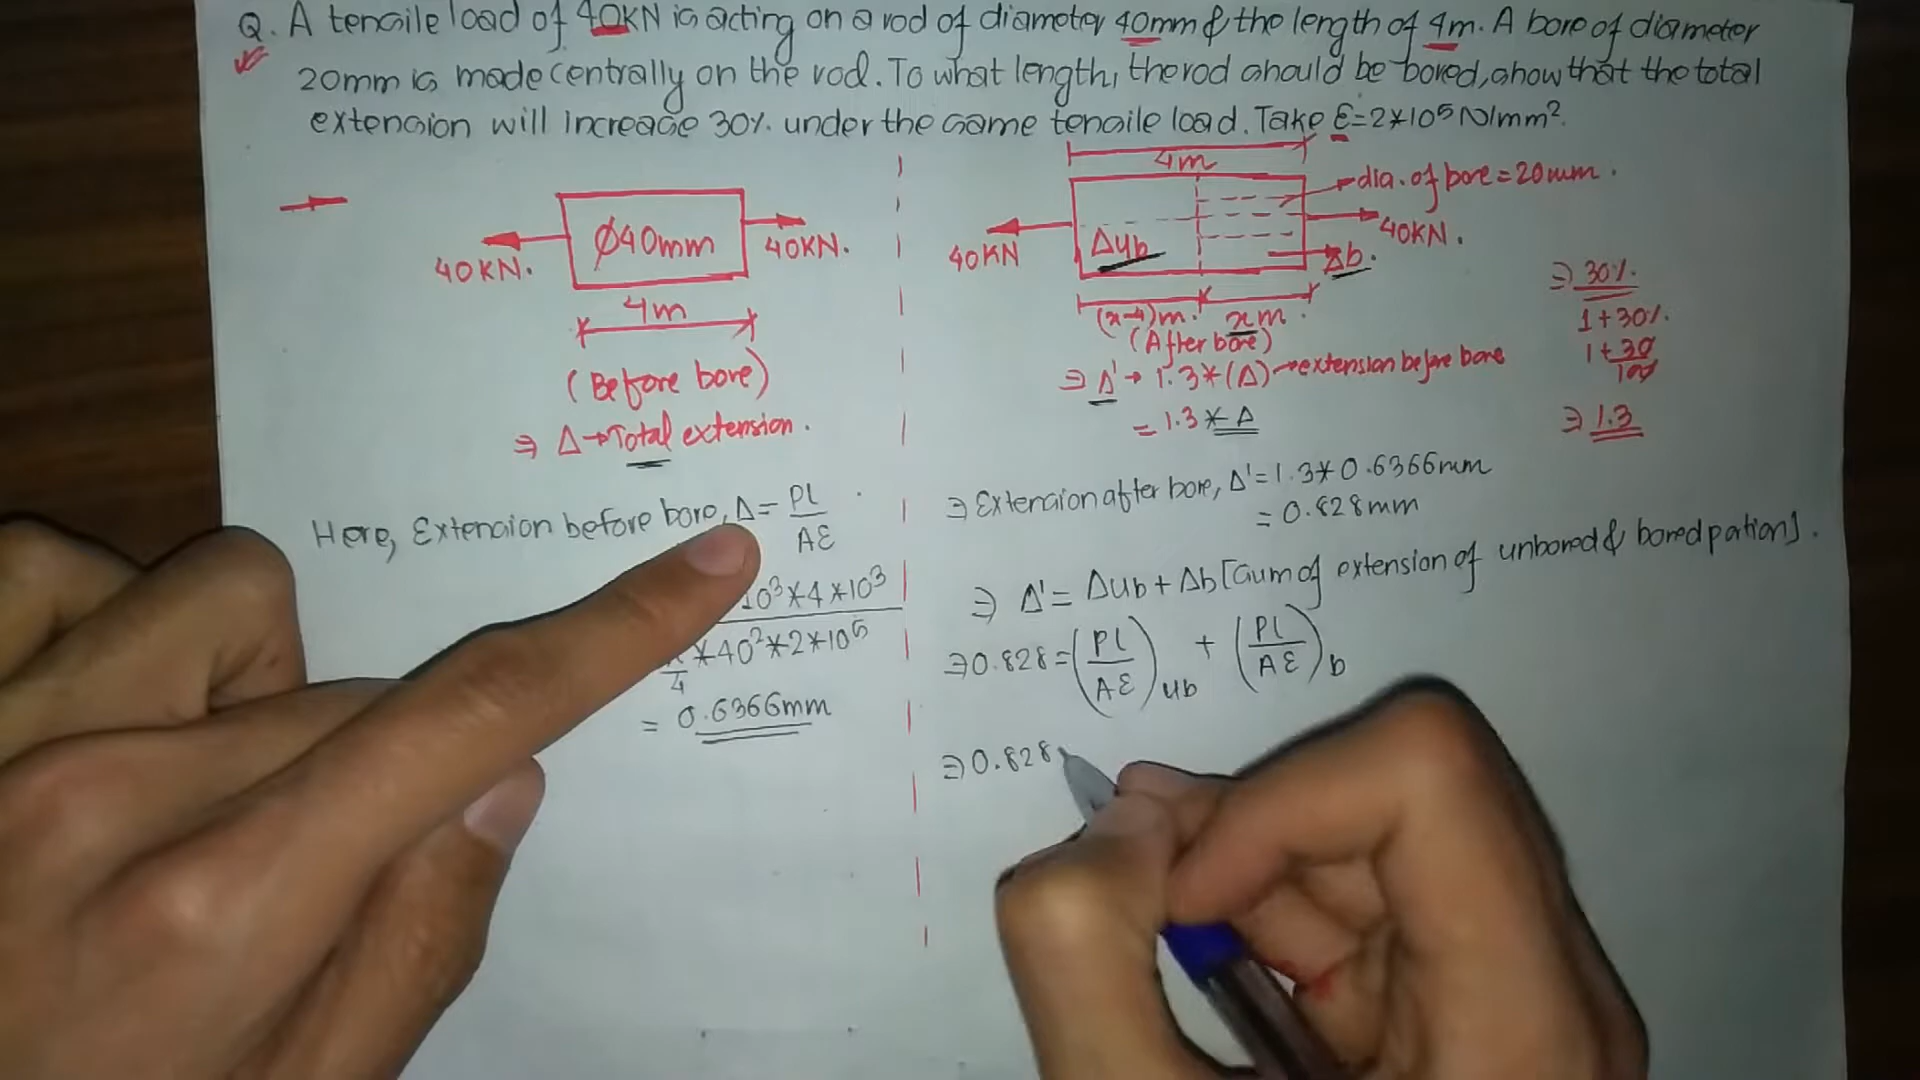 Q. A tensile load of 40KN is acting on a rod of diameter 40mm & the length of 4m. A bore of diameter
20mm is made centrally on the rod. To what length, the rod should be bored, show that the total
extension will increase 30%. under the same tensile load. Take E=2*10⁵ N/mm².
Ø40mm
40KN.
40KN.
4m
(Before bore)
⇒ Δ→Total extension.
Here, Extension before bore, Δ= PL
AE
10³*4*10³
*40²*2*10⁵
4
= 0.6366mm
4m
dia. of bore = 20mm.
40KN
Δub
40KN.
Δb.
(x-4)m.
xm.
(After bore)
⇒ Δ' → 1.3*(Δ)→extension before bore
= 1.3*Δ
⇒ 30%.
1+30%.
1+30
100
⇒ 1.3
⇒ Extension after bore, Δ'=1.3*0.6366mm
= 0.828mm
⇒ Δ'= Δub + Δb [sum of extension of unbored & bored pation].
⇒0.828=(PL/AE)ub + (PL/AE)b
⇒0.828